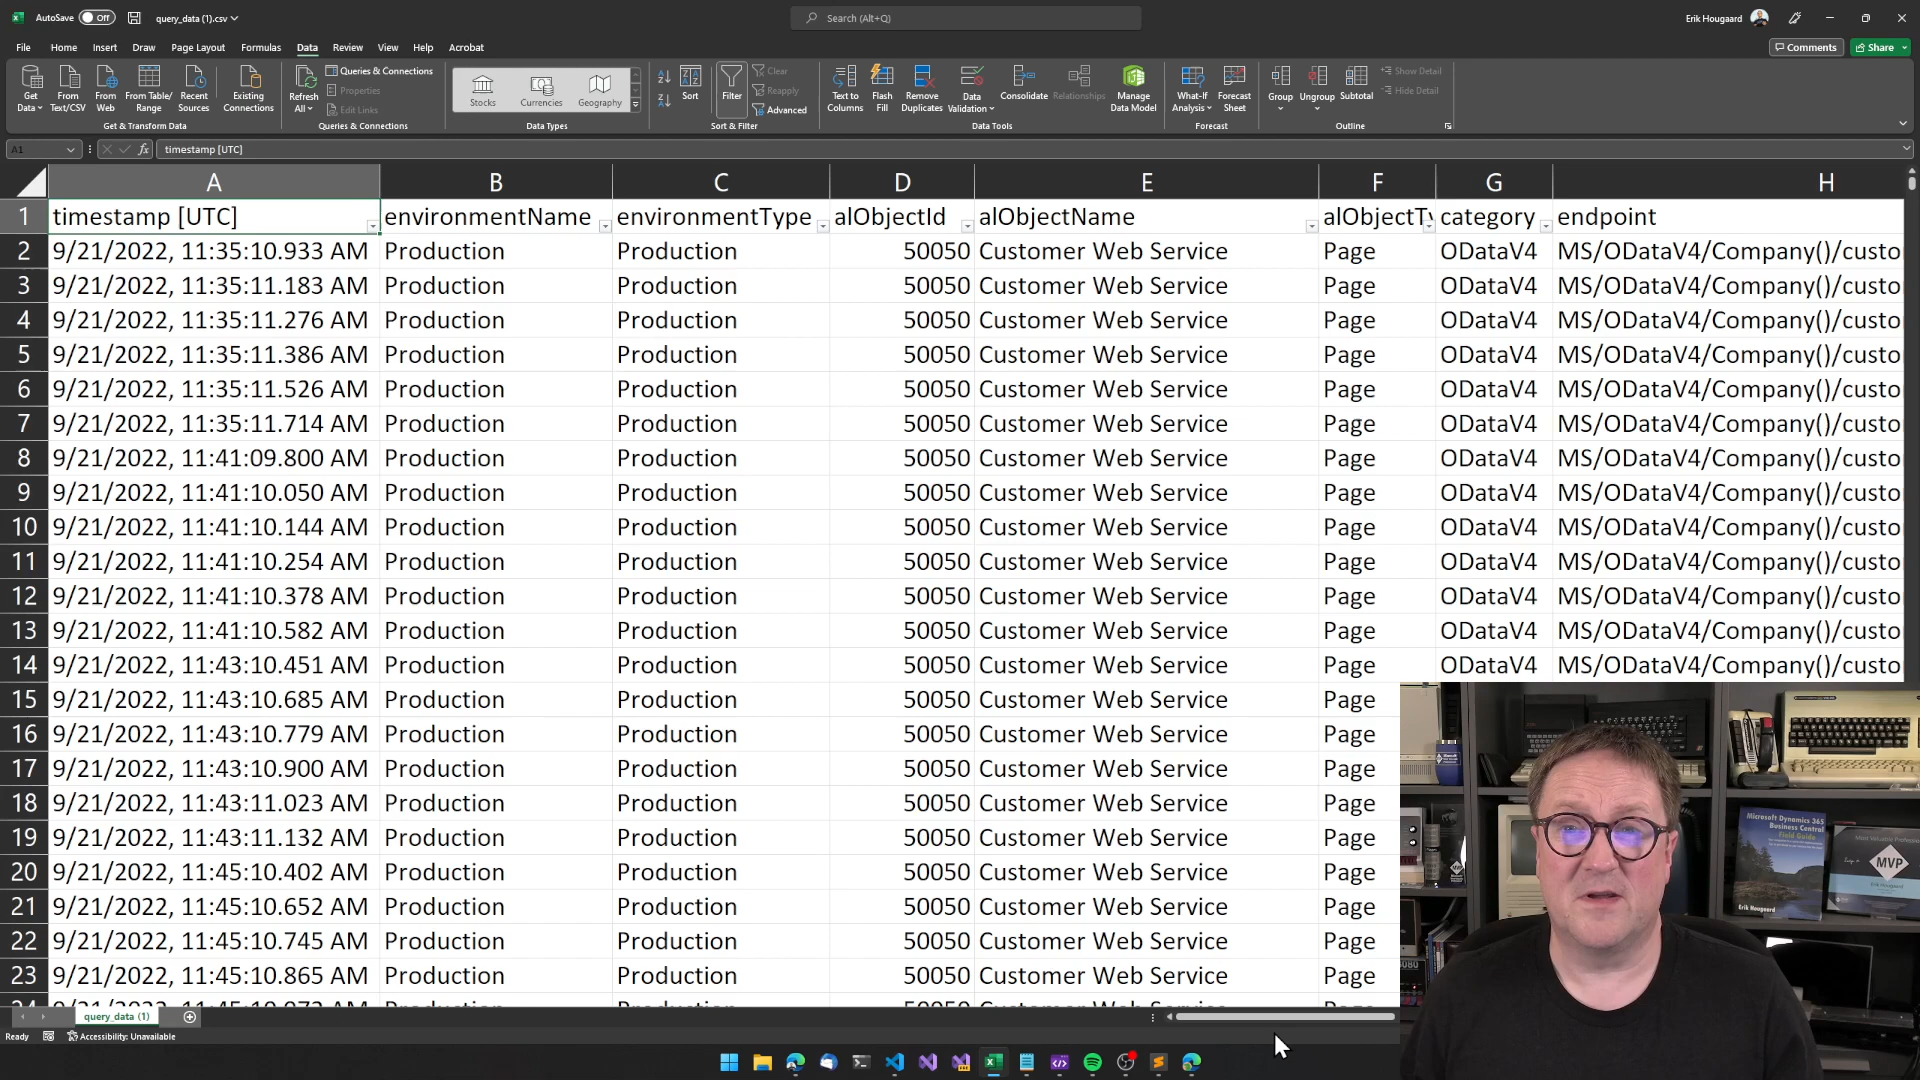 AutoSave Off query_data (1).csv Search (Alt+Q) Erik Hougaard
File Home Insert Draw Page Layout Formulas Data Review View Help Acrobat Comments Share
Get Data From Text/CSV From Web From Table/ Range Recent Sources Existing Connections
Get & Transform Data
Refresh All Queries & Connections Properties Edit Links
Queries & Connections
Stocks Currencies Geography
Data Types
Sort Filter Clear Reapply Advanced
Sort & Filter
Text to Columns Flash Fill Remove Duplicates Data Validation Consolidate Relationships Manage Data Model
Data Tools
What-If Analysis Forecast Sheet
Forecast
Group Ungroup Subtotal Show Detail Hide Detail
Outline
A1 fx timestamp [UTC]
A B C D E F G H
1 timestamp [UTC] environmentName environmentType alObjectId alObjectName alObjectTy category endpoint
2 9/21/2022, 11:35:10.933 AM Production Production 50050 Customer Web Service Page ODataV4 MS/ODataV4/Company()/custo
3 9/21/2022, 11:35:11.183 AM Production Production 50050 Customer Web Service Page ODataV4 MS/ODataV4/Company()/custo
4 9/21/2022, 11:35:11.276 AM Production Production 50050 Customer Web Service Page ODataV4 MS/ODataV4/Company()/custo
5 9/21/2022, 11:35:11.386 AM Production Production 50050 Customer Web Service Page ODataV4 MS/ODataV4/Company()/custo
6 9/21/2022, 11:35:11.526 AM Production Production 50050 Customer Web Service Page ODataV4 MS/ODataV4/Company()/custo
7 9/21/2022, 11:35:11.714 AM Production Production 50050 Customer Web Service Page ODataV4 MS/ODataV4/Company()/custo
8 9/21/2022, 11:41:09.800 AM Production Production 50050 Customer Web Service Page ODataV4 MS/ODataV4/Company()/custo
9 9/21/2022, 11:41:10.050 AM Production Production 50050 Customer Web Service Page ODataV4 MS/ODataV4/Company()/custo
10 9/21/2022, 11:41:10.144 AM Production Production 50050 Customer Web Service Page ODataV4 MS/ODataV4/Company()/custo
11 9/21/2022, 11:41:10.254 AM Production Production 50050 Customer Web Service Page ODataV4 MS/ODataV4/Company()/custo
12 9/21/2022, 11:41:10.378 AM Production Production 50050 Customer Web Service Page ODataV4 MS/ODataV4/Company()/custo
13 9/21/2022, 11:41:10.582 AM Production Production 50050 Customer Web Service Page ODataV4 MS/ODataV4/Company()/custo
14 9/21/2022, 11:43:10.451 AM Production Production 50050 Customer Web Service Page ODataV4 MS/ODataV4/Company()/custo
15 9/21/2022, 11:43:10.685 AM Production Production 50050 Customer Web Service Page
16 9/21/2022, 11:43:10.779 AM Production Production 50050 Customer Web Service Page
17 9/21/2022, 11:43:10.900 AM Production Production 50050 Customer Web Service Page
18 9/21/2022, 11:43:11.023 AM Production Production 50050 Customer Web Service Page
19 9/21/2022, 11:43:11.132 AM Production Production 50050 Customer Web Service Page
20 9/21/2022, 11:45:10.402 AM Production Production 50050 Customer Web Service Page
21 9/21/2022, 11:45:10.652 AM Production Production 50050 Customer Web Service Page
22 9/21/2022, 11:45:10.745 AM Production Production 50050 Customer Web Service Page
23 9/21/2022, 11:45:10.865 AM Production Production 50050 Customer Web Service Page
Microsoft Dynamics 365
Business Central
Field Guide
Erik Hougaard
Most Valuable Professional
MVP
Erik Hougaard
query_data (1)
Ready Accessibility: Unavailable